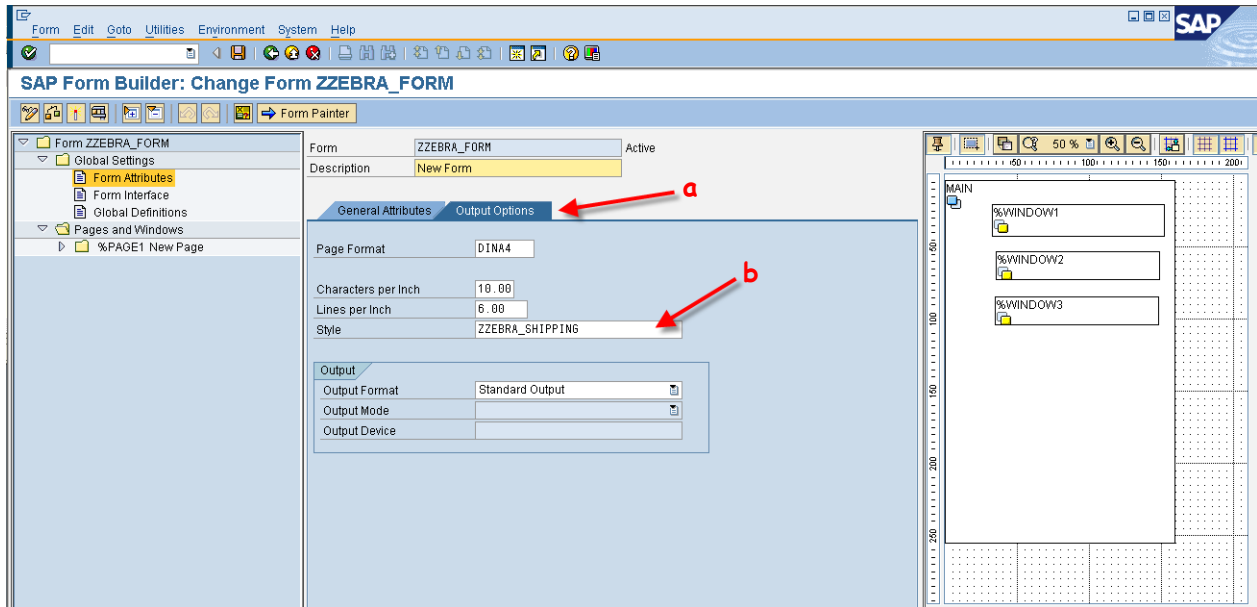 Form Edit Goto Utilities Environment System Help
SAP
SAP Form Builder: Change Form ZZEBRA_FORM
Form Painter
Form ZZEBRA_FORM
Global Settings
Form Attributes
Form Interface
Global Definitions
Pages and Windows
%PAGE1 New Page
Form ZZEBRA_FORM Active
Description New Form
a
General Attributes Output Options
Page Format DINA4
b
Characters per Inch 10.00
Lines per Inch 6.00
Style ZZEBRA_SHIPPING
Output
Output Format Standard Output
Output Mode
Output Device
50 %
50 100 150 200
MAIN
%WINDOW1
%WINDOW2
%WINDOW3
50
100
150
200
250